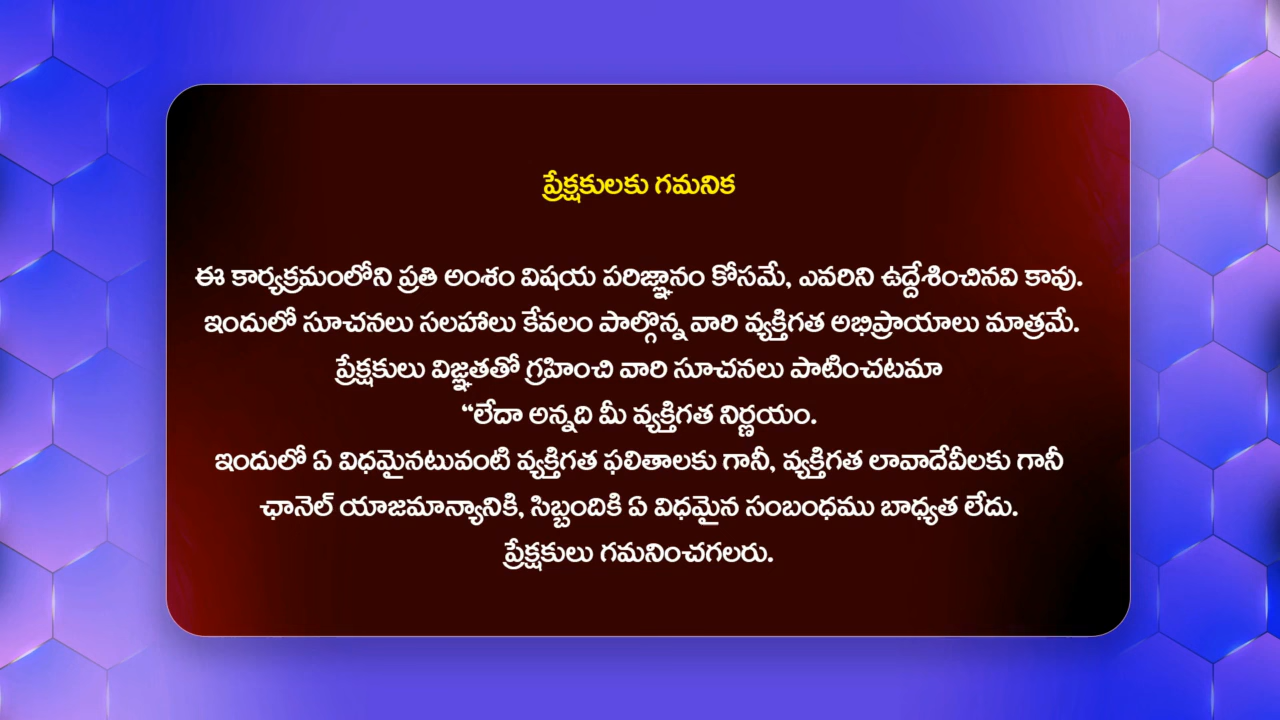 ప్రేక్షకులకు గమనిక
ఈ కార్యక్రమంలోని ప్రతి అంశం విషయ పరిజ్ఞానం కోసమే, ఎవరిని ఉద్దేశించినవి కావు.
ఇందులో సూచనలు సలహాలు కేవలం పాల్గొన్న వారి వ్యక్తిగత అభిప్రాయాలు మాత్రమే.
ప్రేక్షకులు విజ్ఞతతో గ్రహించి వారి సూచనలు పాటించటమా
“లేదా అన్నది మీ వ్యక్తిగత నిర్ణయం.
ఇందులో ఏ విధమైనటువంటి వ్యక్తిగత ఫలితాలకు గానీ, వ్యక్తిగత లావాదేవీలకు గానీ
ఛానెల్ యాజమాన్యానికి, సిబ్బందికి ఏ విధమైన సంబంధము బాధ్యత లేదు.
ప్రేక్షకులు గమనించగలరు.